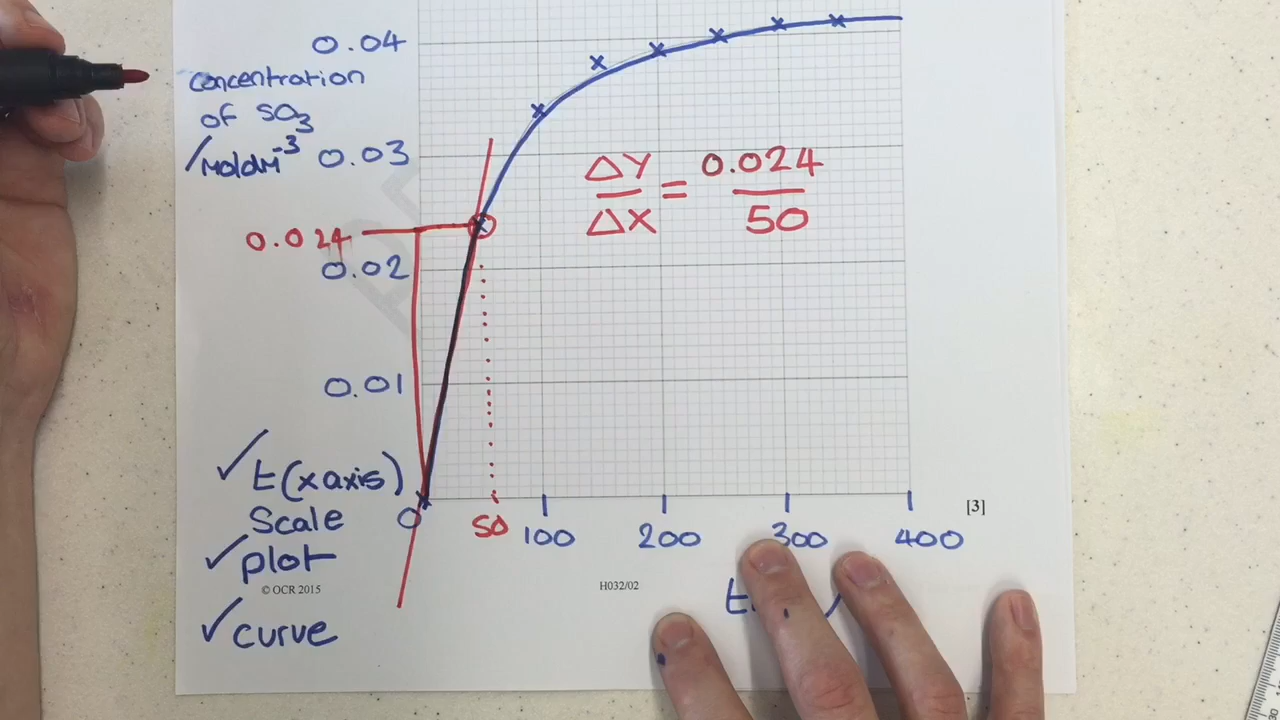 0.04
concentration
of SO3
/moldm-3
0.03
ΔY
ΔX
=
0.024
50
0.024
0.02
0.01
t(xaxis)
Scale
plot
curve
0
50
100
200
300
400
[3]
© OCR 2015
H032/02